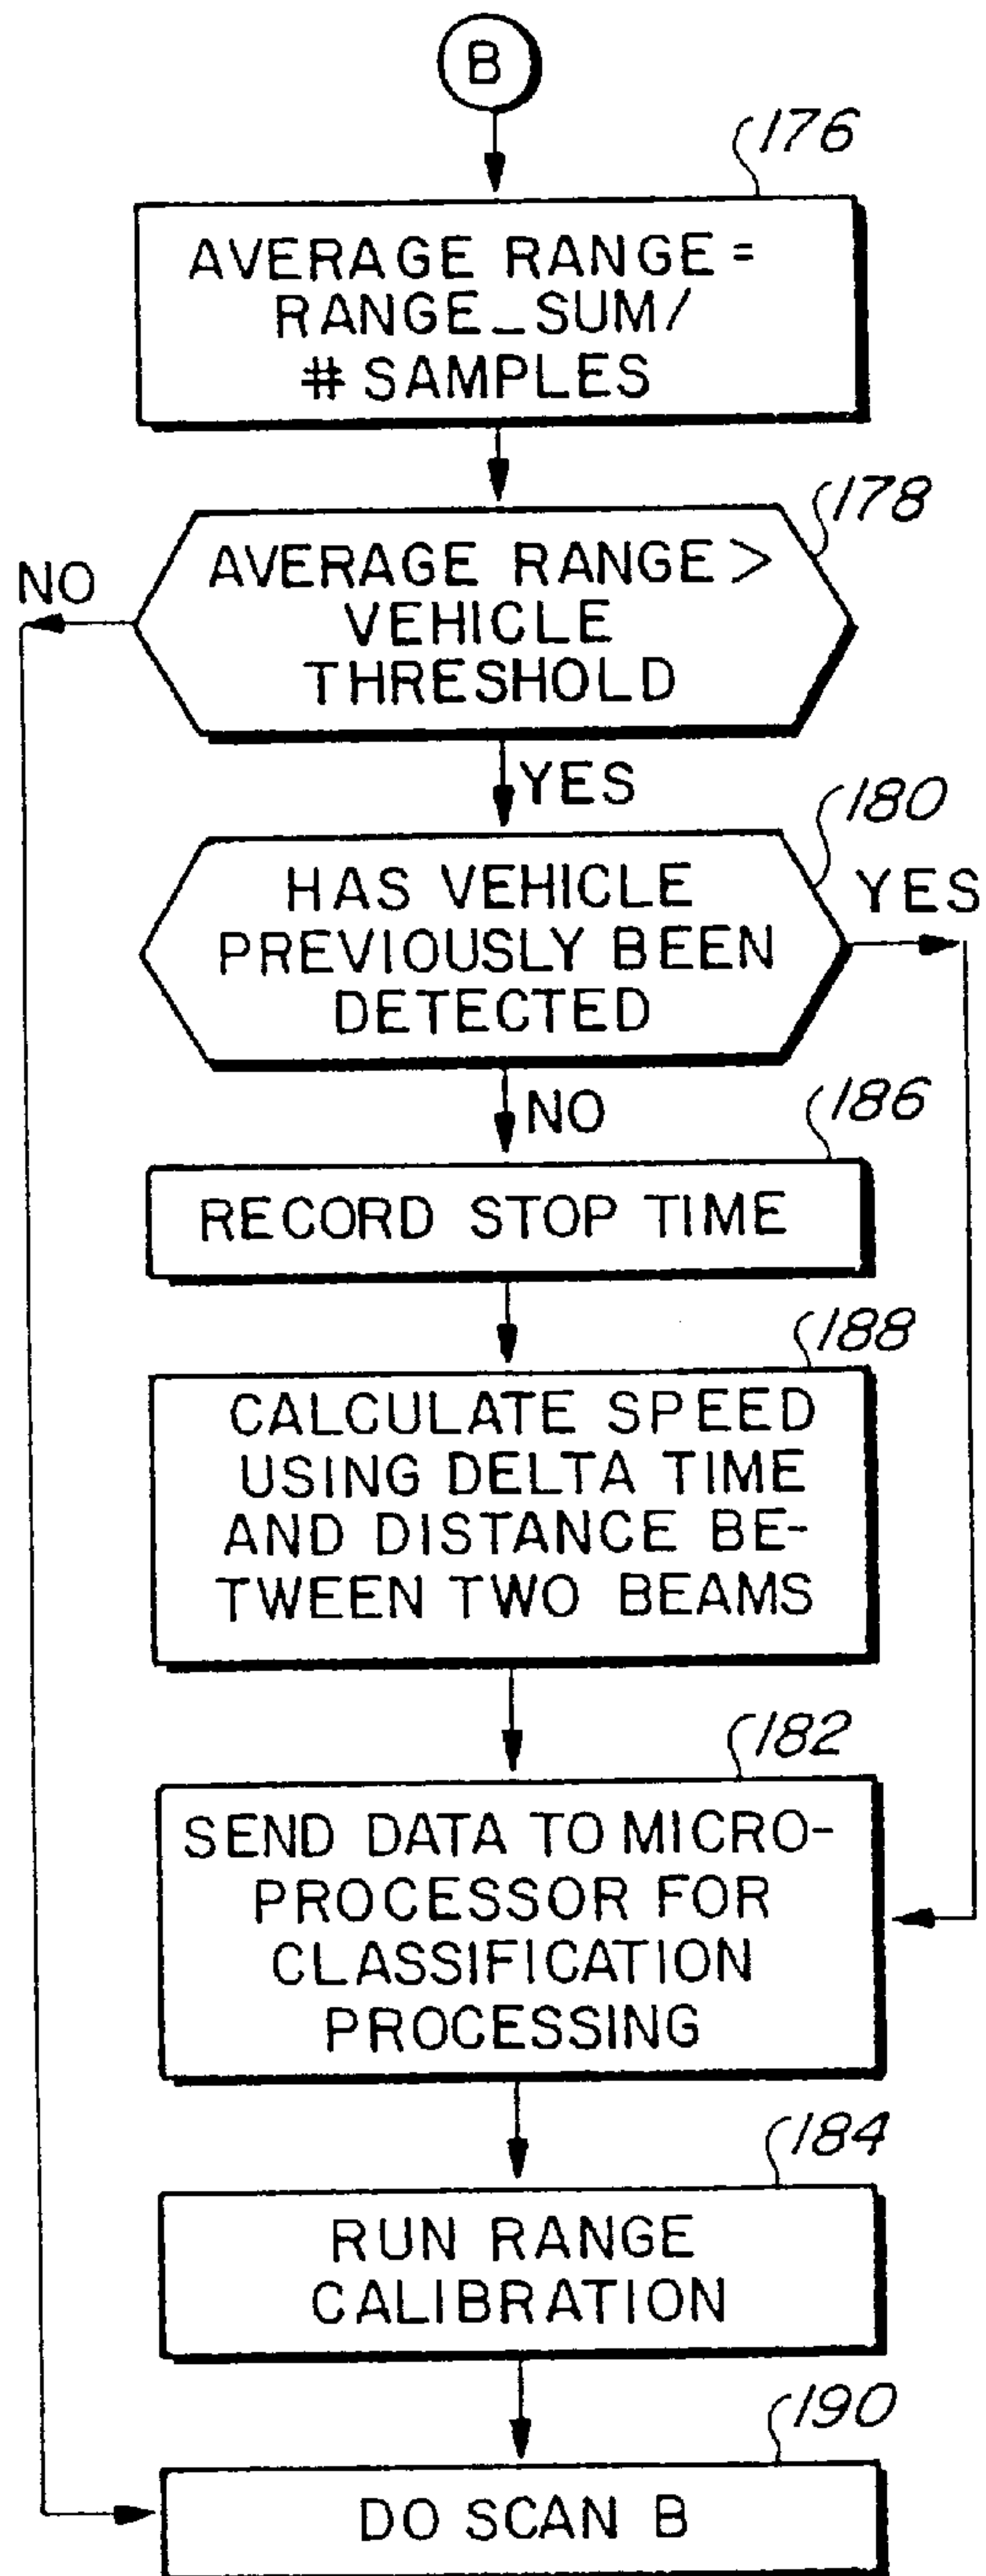 B
176
AVERAGE RANGE =
RANGE_SUM/
# SAMPLES
178
NO
AVERAGE RANGE >
VEHICLE
THRESHOLD
YES
180
HAS VEHICLE
PREVIOUSLY BEEN
DETECTED
YES
NO
186
RECORD STOP TIME
188
CALCULATE SPEED
USING DELTA TIME
AND DISTANCE BE-
TWEEN TWO BEAMS
182
SEND DATA TO MICRO-
PROCESSOR FOR
CLASSIFICATION
PROCESSING
184
RUN RANGE
CALIBRATION
190
DO SCAN B